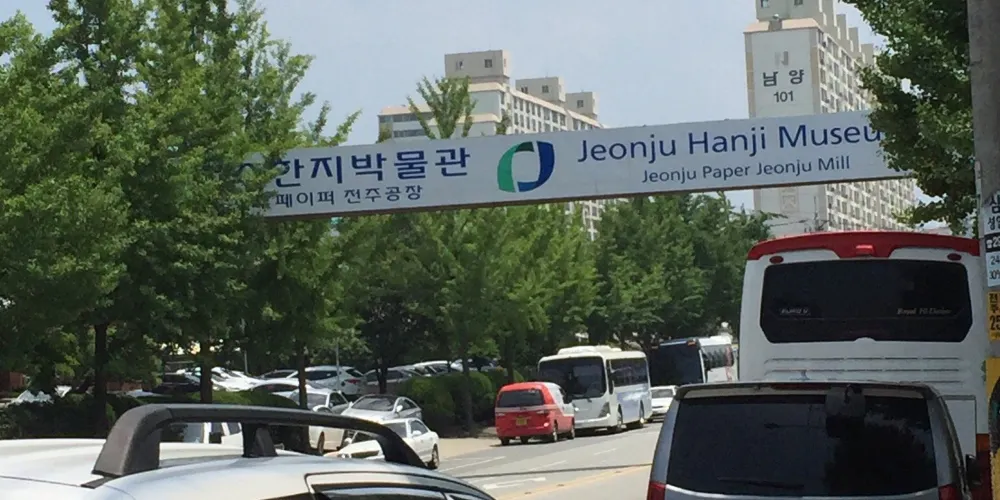 남양
101
한지박물관
페이퍼 전주공장
Jeonju Hanji Museu
Jeonju Paper Jeonju Mill